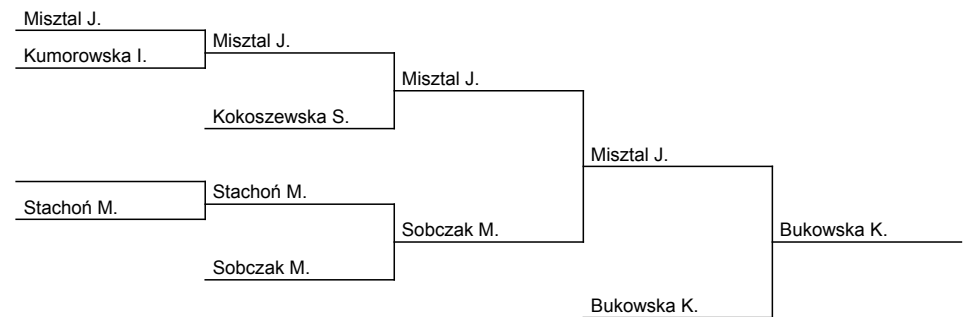 Misztal J.
Kumorowska I.
Misztal J.
Kokoszewska S.
Misztal J.
Stachoń M.
Stachoń M.
Sobczak M.
Sobczak M.
Misztal J.
Bukowska K.
Bukowska K.